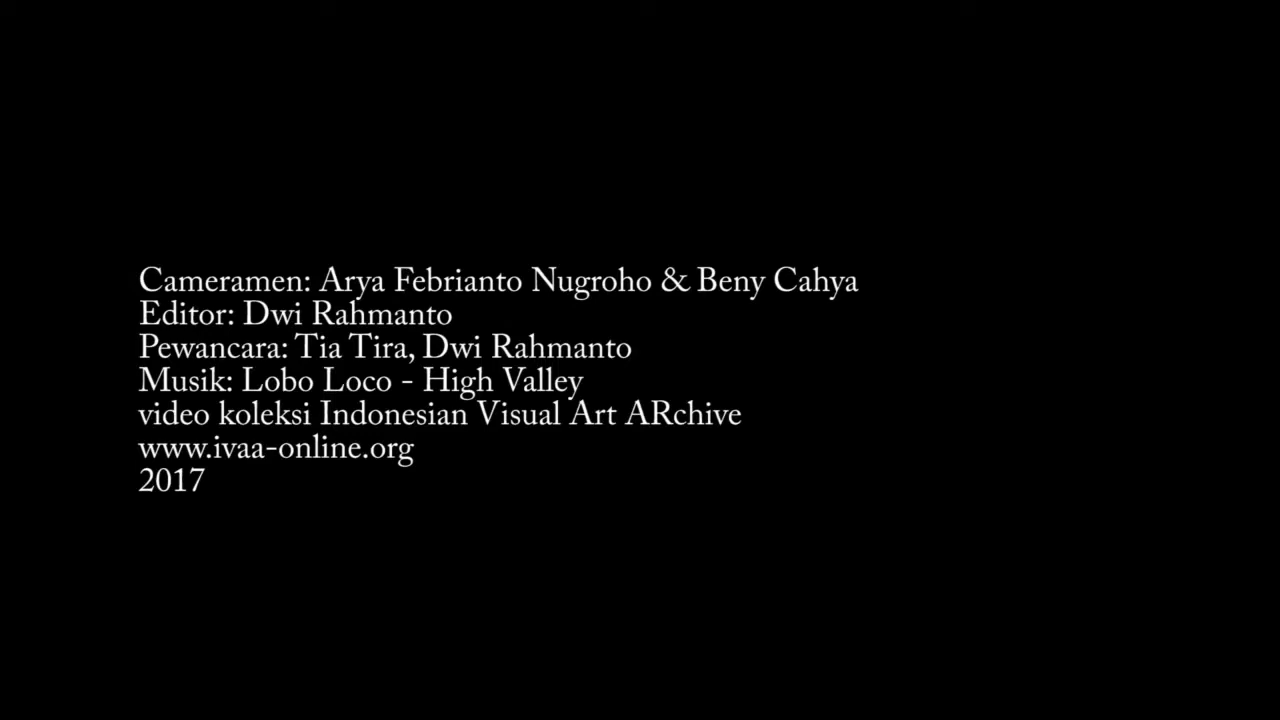 Cameramen: Arya Febrianto Nugroho & Beny Cahya
Editor: Dwi Rahmanto
Pewancara: Tia Tira, Dwi Rahmanto
Musik: Lobo Loco - High Valley
video koleksi Indonesian Visual Art ARchive
www.ivaa-online.org
2017